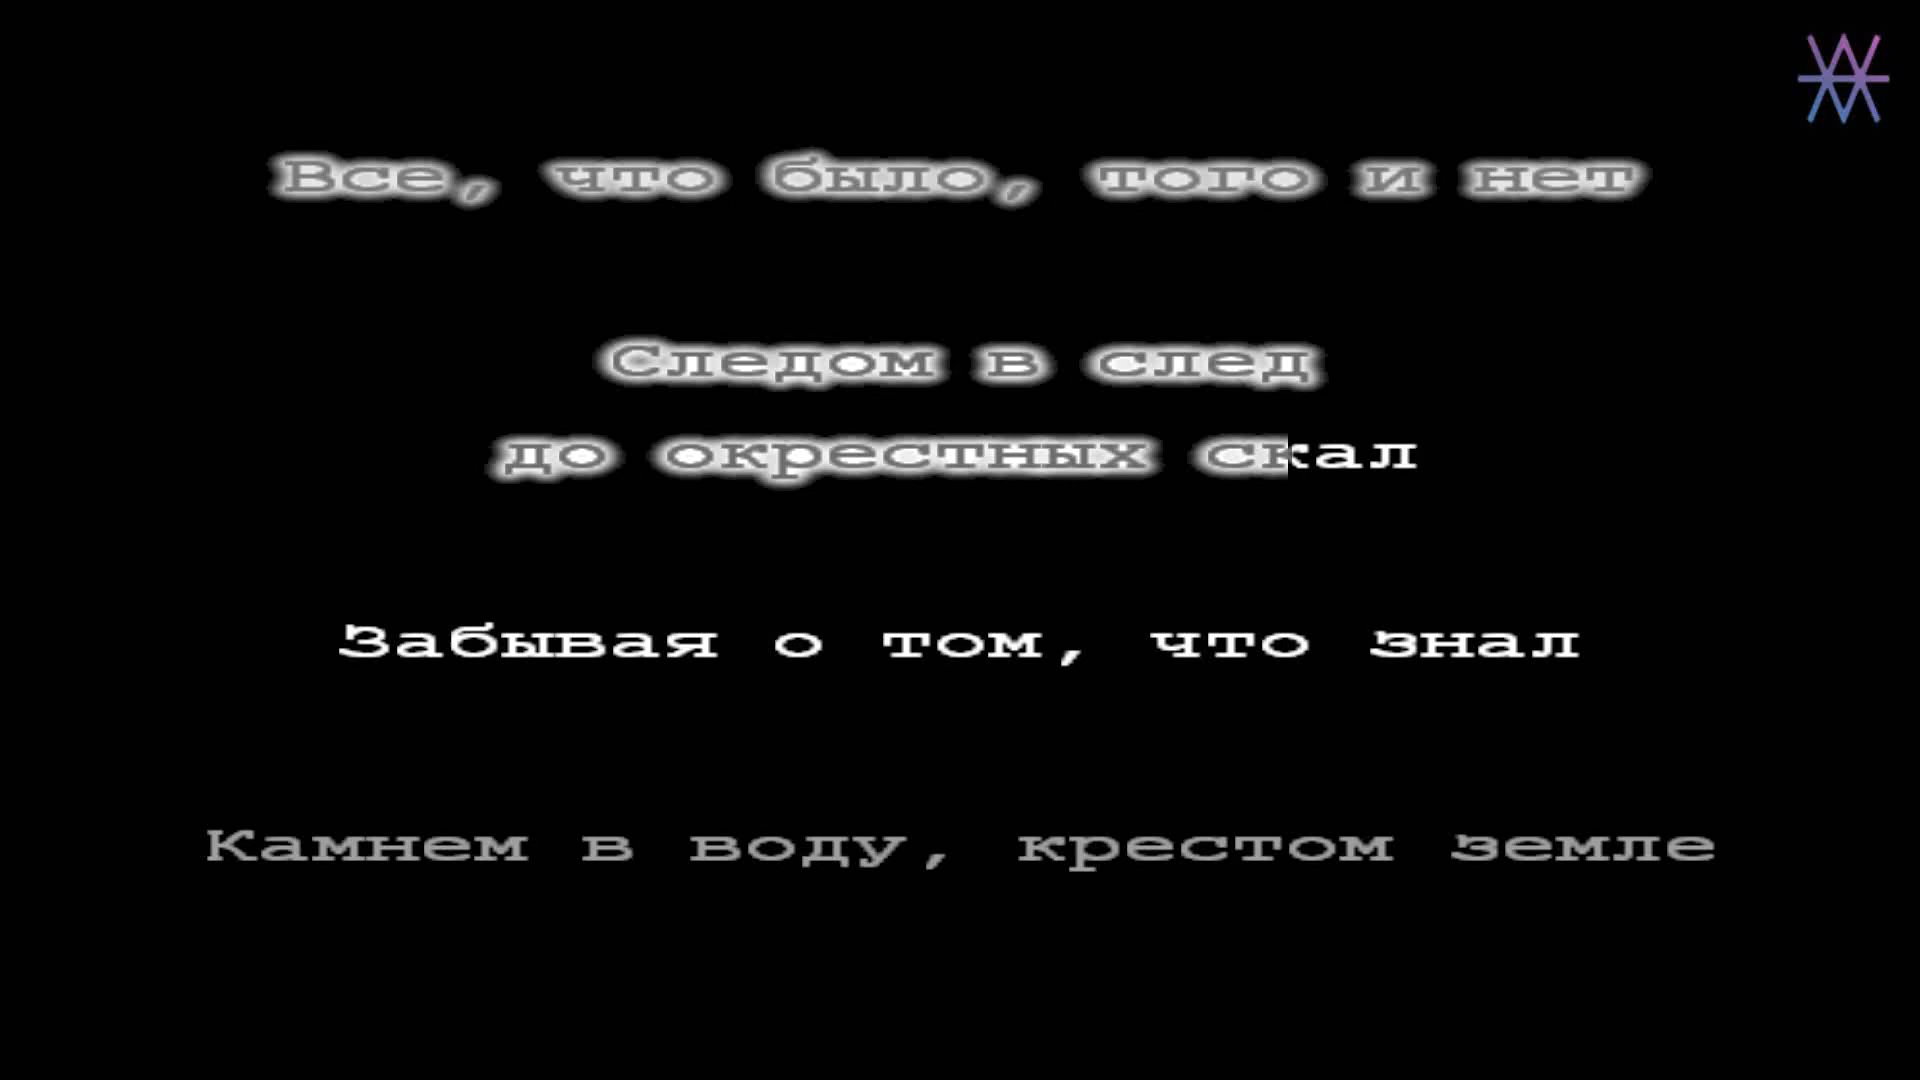 Все, что было, того и нет
Следом в след
до окрестных скал
Забывая о том, что знал
Камнем в воду, крестом земле